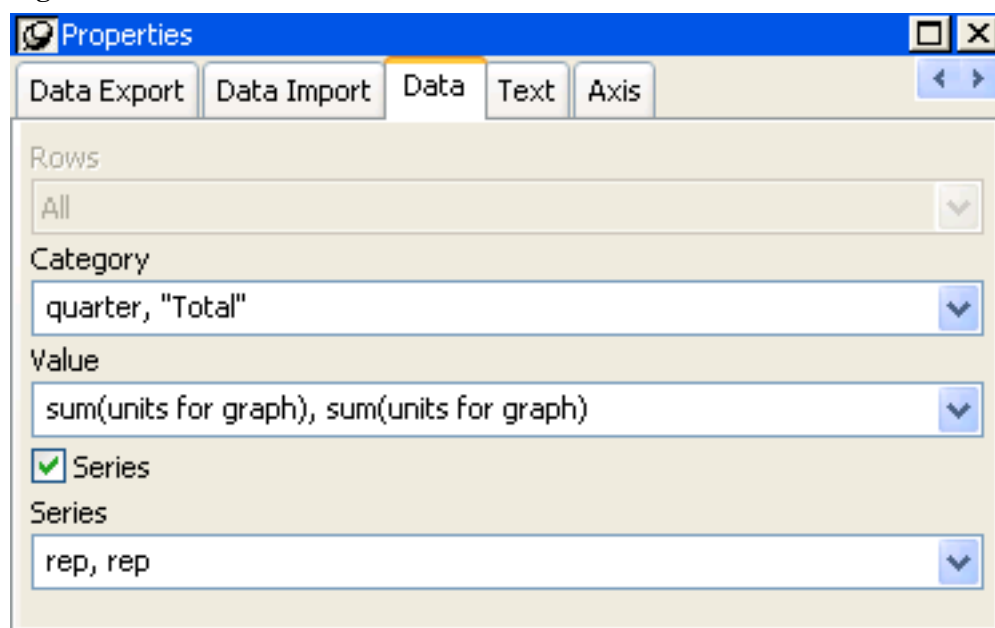 Properties
Data Export Data Import Data Text Axis
Rows
All
Category
quarter, "Total"
Value
sum(units for graph), sum(units for graph)
Series
Series
rep, rep